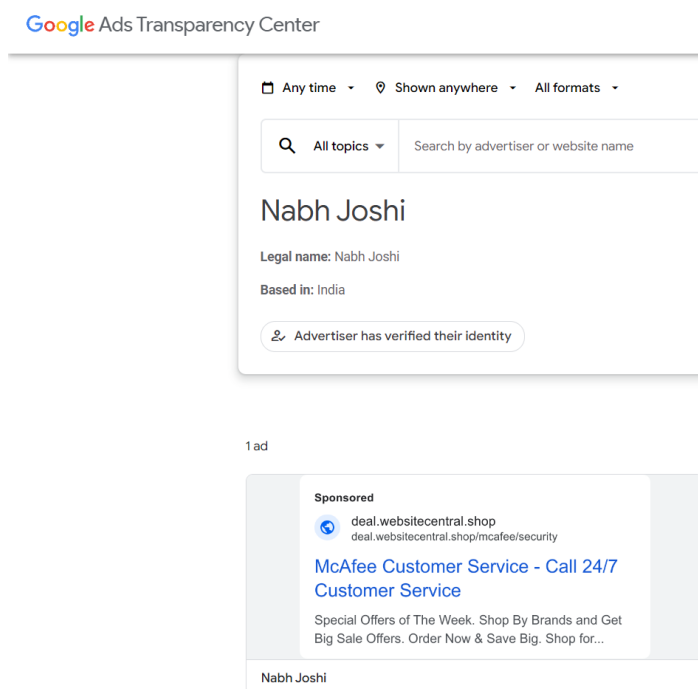 Google Ads Transparency Center
Any time Shown anywhere All formats
All topics Search by advertiser or website name
Nabh Joshi
Legal name: Nabh Joshi
Based in: India
Advertiser has verified their identity
1 ad
Sponsored
deal.websitecentral.shop
deal.websitecentral.shop/mcafee/security
McAfee Customer Service - Call 24/7
Customer Service
Special Offers of The Week. Shop By Brands and Get
Big Sale Offers. Order Now & Save Big. Shop for...
Nabh Joshi